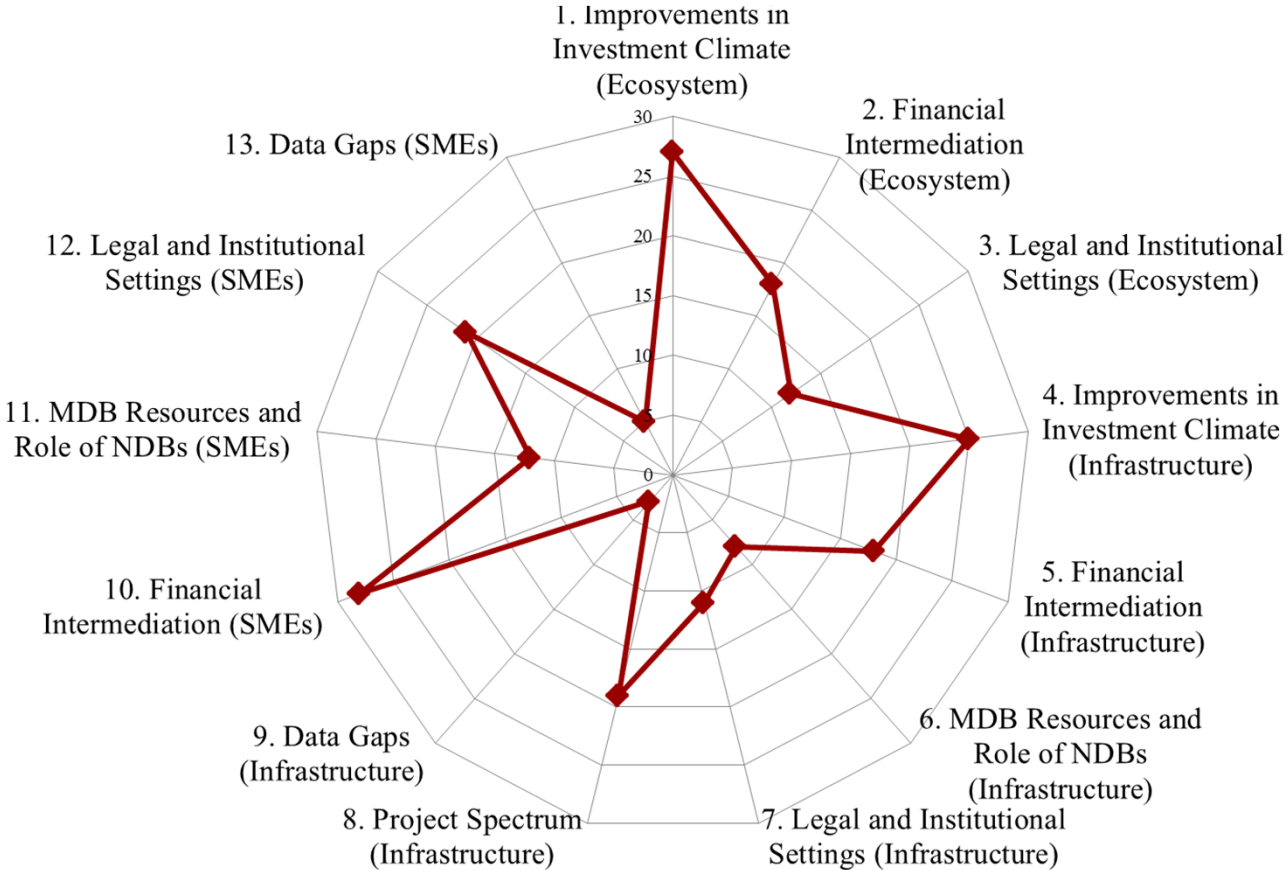 1. Improvements in
Investment Climate
(Ecosystem)
2. Financial
Intermediation
(Ecosystem)
3. Legal and Institutional
Settings (Ecosystem)
4. Improvements in
Investment Climate
(Infrastructure)
5. Financial
Intermediation
(Infrastructure)
6. MDB Resources and
Role of NDBs
(Infrastructure)
7. Legal and Institutional
Settings (Infrastructure)
8. Project Spectrum
(Infrastructure)
9. Data Gaps
(Infrastructure)
10. Financial
Intermediation (SMEs)
11. MDB Resources and
Role of NDBs (SMEs)
12. Legal and Institutional
Settings (SMEs)
13. Data Gaps (SMEs)
30
25
20
15
10
5
0